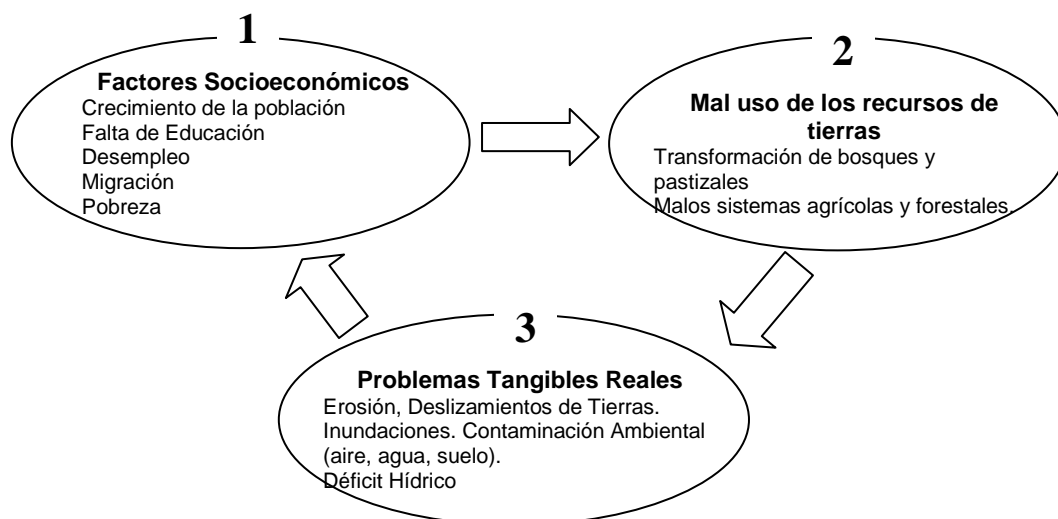 1
Factores Socioeconómicos
Crecimiento de la población
Falta de Educación
Desempleo
Migración
Pobreza
2
Mal uso de los recursos de
tierras
Transformación de bosques y
pastizales
Malos sistemas agrícolas y forestales.
3
Problemas Tangibles Reales
Erosión, Deslizamientos de Tierras.
Inundaciones. Contaminación Ambiental
(aire, agua, suelo).
Déficit Hídrico